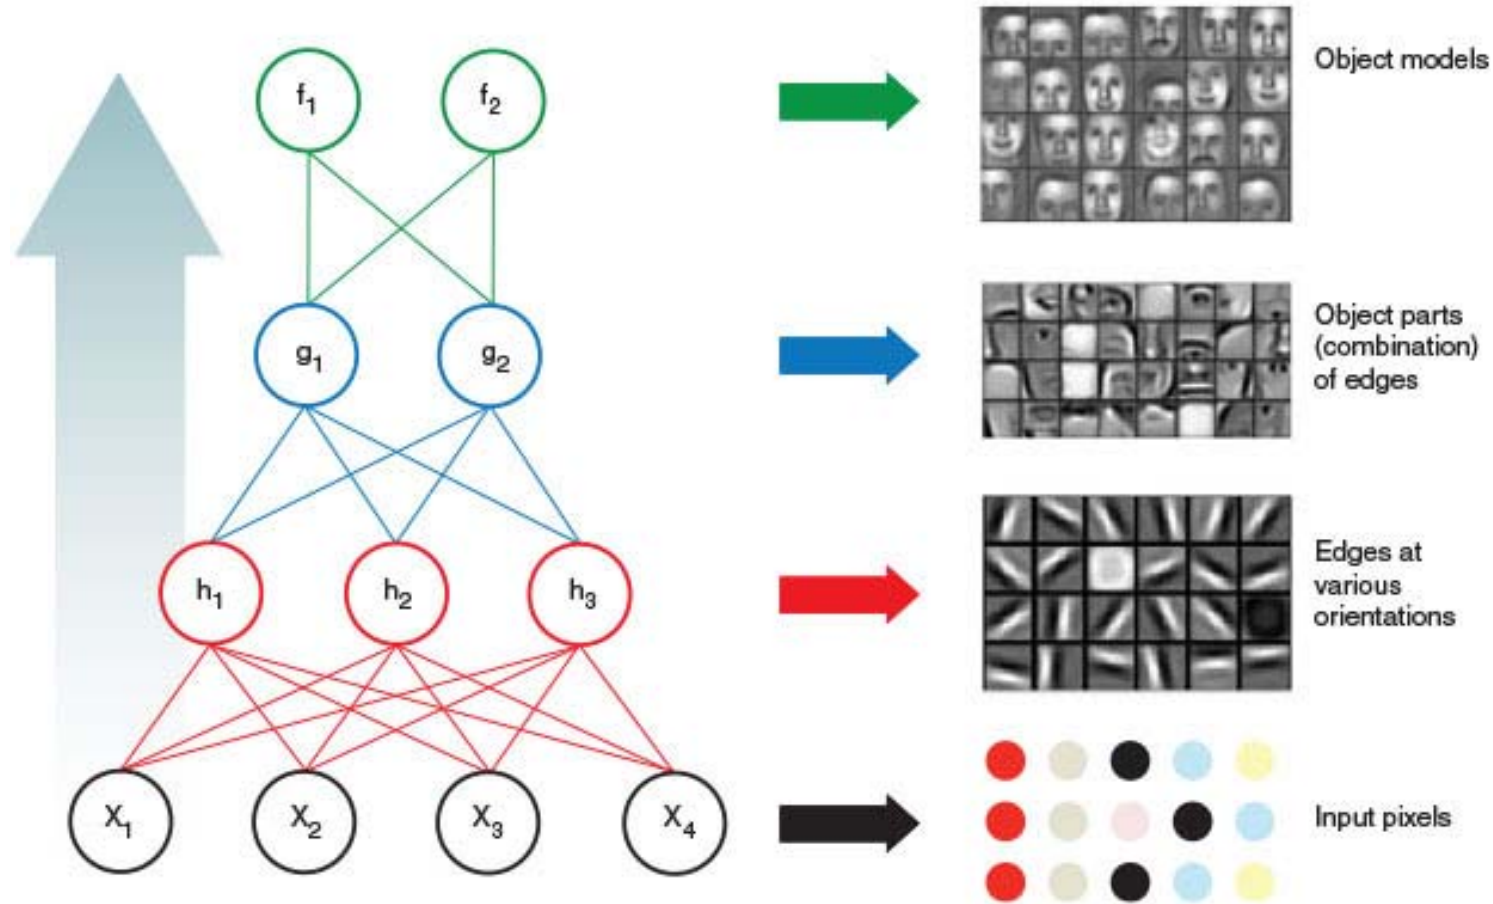 f1
f2
Object models
g1
g2
Object parts
(combination)
of edges
h1
h2
h3
Edges at
various
orientations
X1
X2
X3
X4
Input pixels